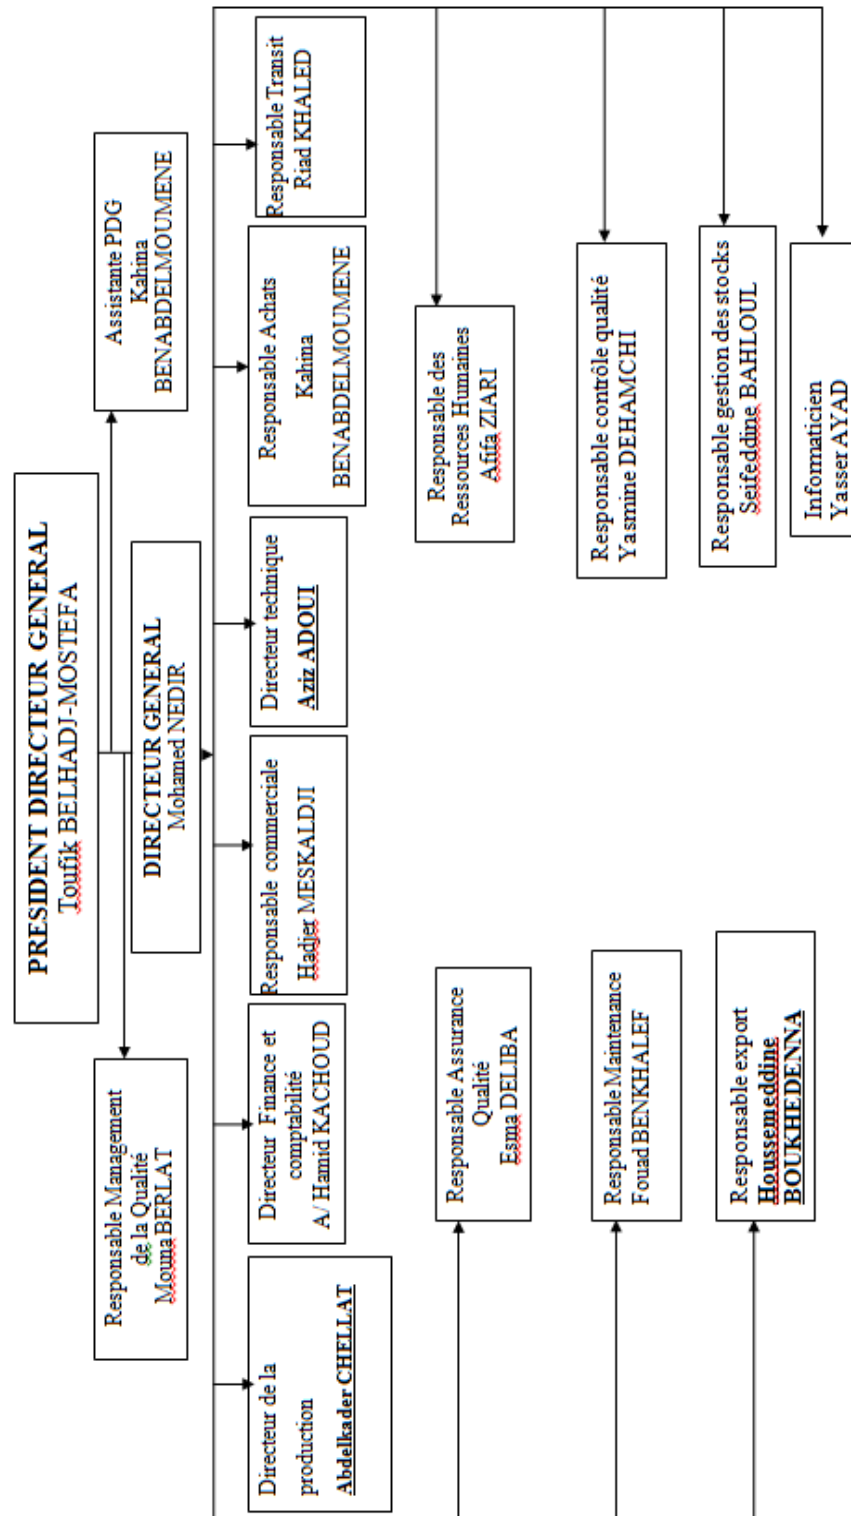 PRESIDENT DIRECTEUR GENERAL
Toufik BELHADJ-MOSTEFA
Responsable Management
de la Qualité
Mouna BERLAT
Assistante PDG
Kahina
BENABDELMOUMENE
DIRECTEUR GENERAL
Mohamed NEDIR
Directeur de la
production
Abdelkader CHELLAT
Directeur Finance et
comptabilité
A/ Hamid KACHOUD
Responsable commerciale
Hadjer MESKALDJI
Directeur technique
Aziz ADOUI
Responsable Achats
Kahina
BENABDELMOUMENE
Responsable Transit
Riad KHALED
Responsable Assurance
Qualité
Esma DELIBA
Responsable des
Ressources Humaines
Afifa ZIARI
Responsable Maintenance
Fouad BENKHALEF
Responsable contrôle qualité
Yasmine DEHAMCHI
Responsable export
Houssemeddine
BOUKHEDENNA
Responsable gestion des stocks
Seifeddine BAHLOUL
Informaticien
Yasser AYAD